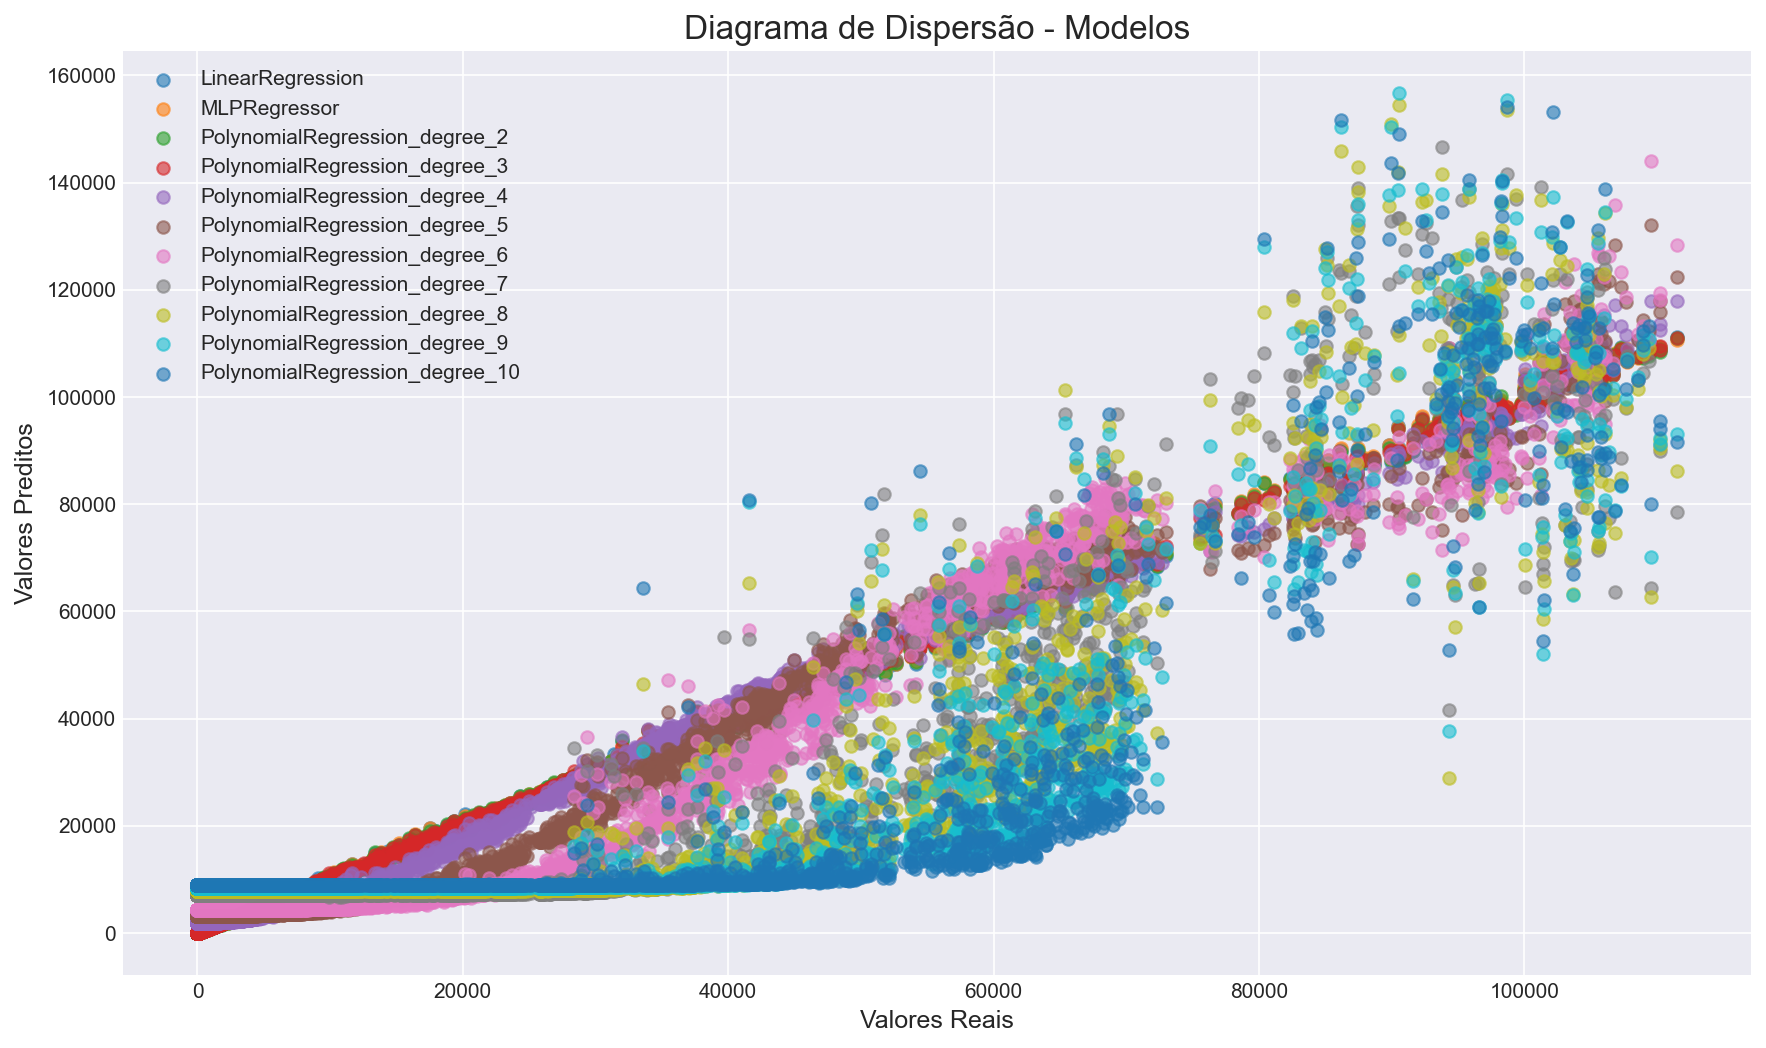 Diagrama de Dispersão - Modelos
LinearRegression
MLPRegressor
PolynomialRegression_degree_2
PolynomialRegression_degree_3
PolynomialRegression_degree_4
PolynomialRegression_degree_5
PolynomialRegression_degree_6
PolynomialRegression_degree_7
PolynomialRegression_degree_8
PolynomialRegression_degree_9
PolynomialRegression_degree_10
Valores Preditos
160000
140000
120000
100000
80000
60000
40000
20000
0
0 20000 40000 60000 80000 100000
Valores Reais